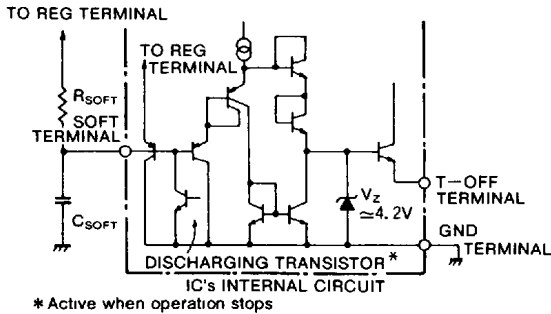 TO REG TERMINAL
TO REG
TERMINAL
RSOFT
SOFT
TERMINAL
CSOFT
VZ
≃4.2V
T−OFF
TERMINAL
GND
TERMINAL
DISCHARGING TRANSISTOR*
IC's INTERNAL CIRCUIT
*Active when operation stops